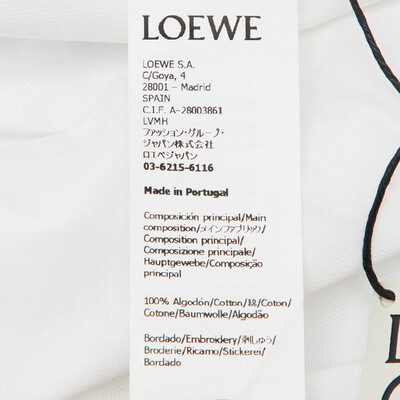 LOEWE
LOEWE S.A.
C/Goya, 4
28001 – Madrid
SPAIN
C.I.F. A–28003861
LVMH
ファッション・グループ・
ジャパン株式会社
ロエベジャパン
03-6215-6116
Made in Portugal
Composición principal/Main
composition/メインファブリック/
Composition principal/
Composizione principale/
Hauptgewebe/Composição
principal
100% Algodón/Cotton/綿/Coton/
Cotone/Baumwolle/Algodão
Bordado/Embroidery/刺しゅう/
Broderie/Ricamo/Stickerei/
Bordado